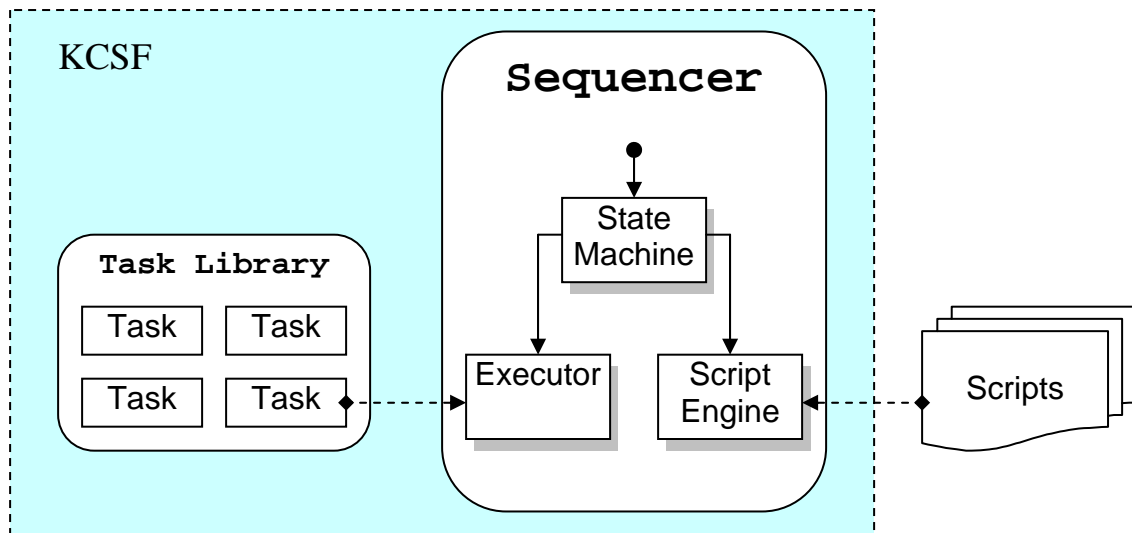 KCSF
Sequencer
State
Machine
Task Library
Task
Task
Task
Task
Executor
Script
Engine
Scripts